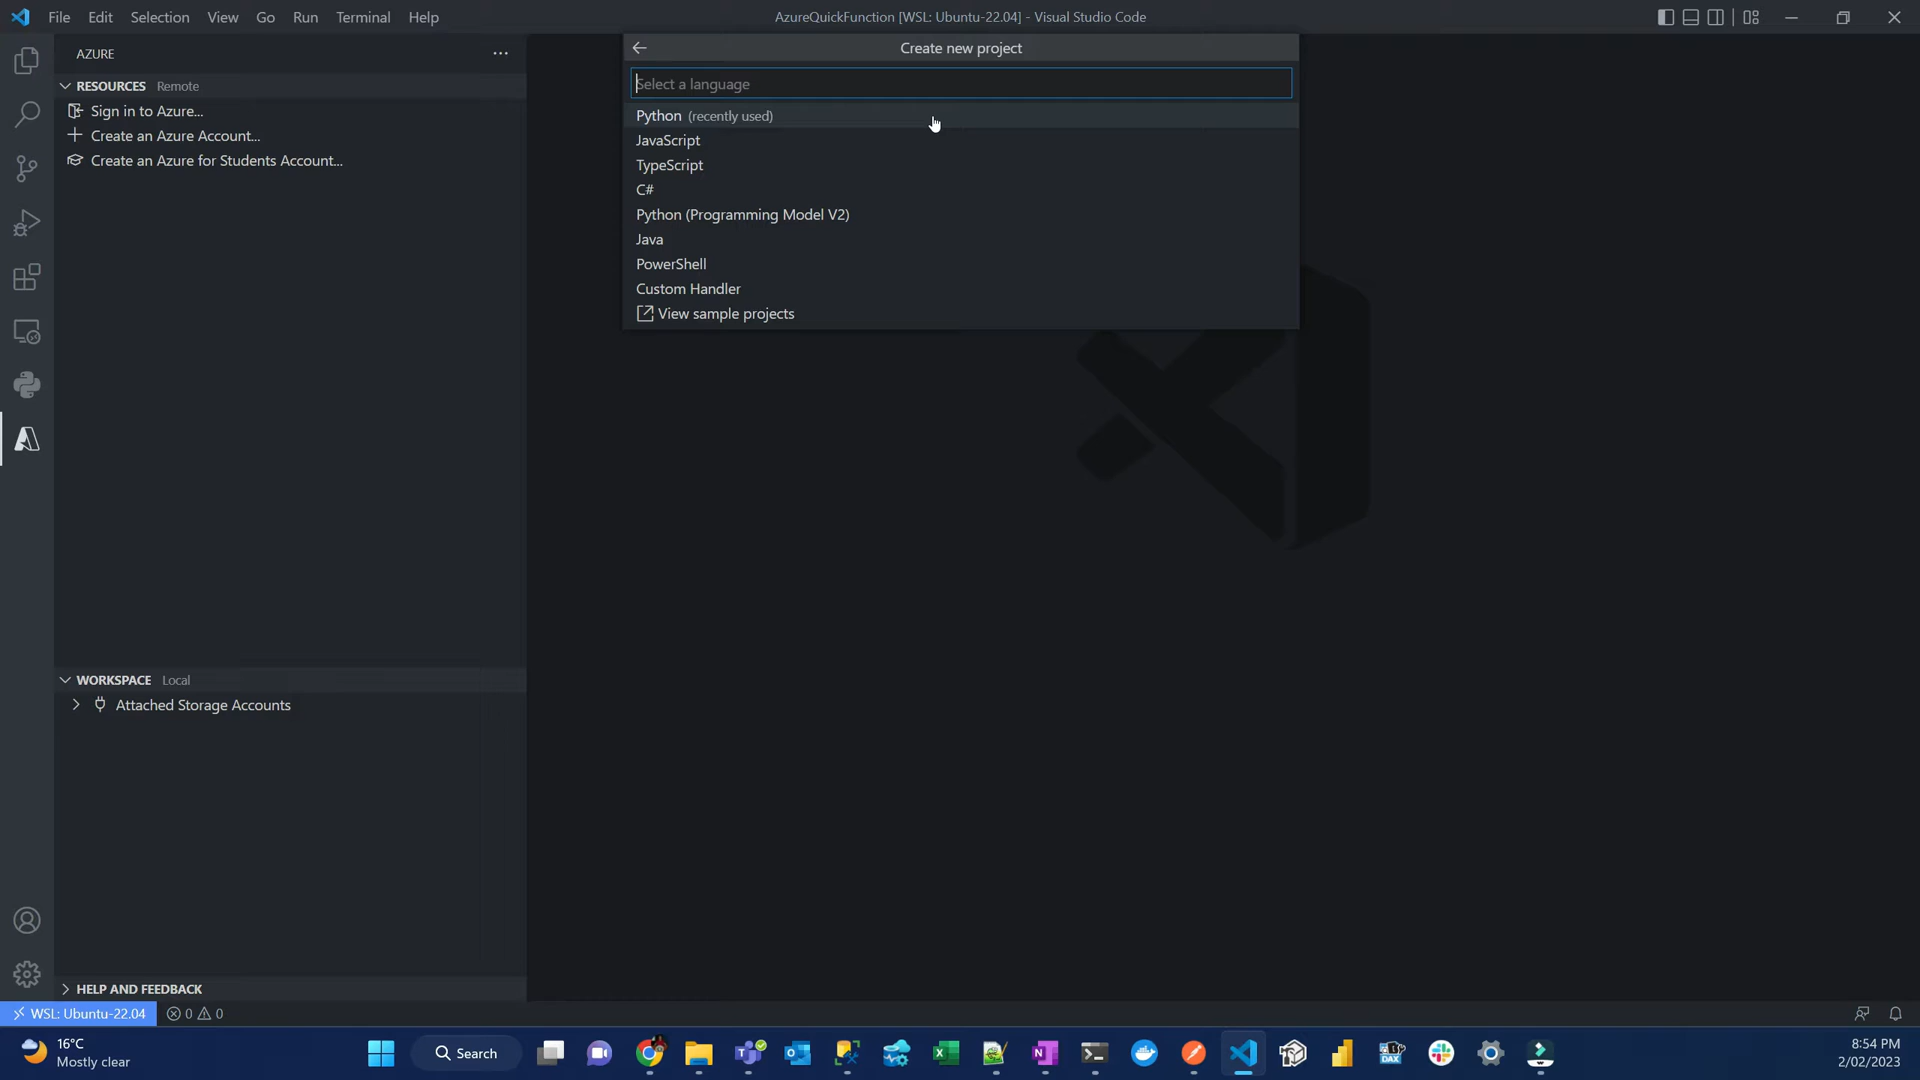 File Edit Selection View Go Run Terminal Help
AzureQuickFunction [WSL: Ubuntu-22.04] - Visual Studio Code
AZURE
RESOURCES Remote
Sign in to Azure...
Create an Azure Account...
Create an Azure for Students Account...
Create new project
Select a language
Python (recently used)
JavaScript
TypeScript
C#
Python (Programming Model V2)
Java
PowerShell
Custom Handler
View sample projects
WORKSPACE Local
Attached Storage Accounts
HELP AND FEEDBACK
WSL: Ubuntu-22.04 0 0
16°C
Mostly clear
Search
DAX
8:54 PM
2/02/2023